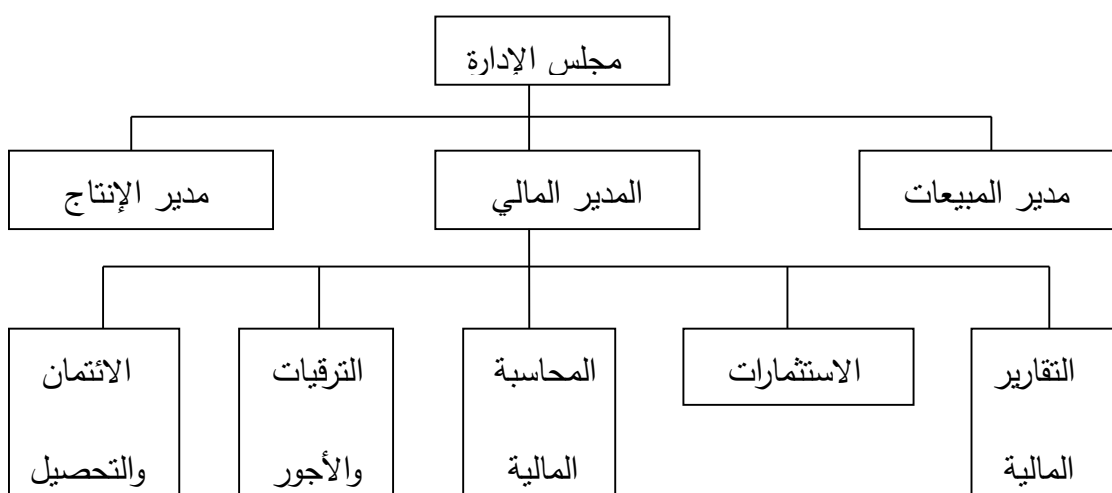 مجلس الإدارة
مدير المبيعات
المدير المالي
مدير الإنتاج
التقارير
المالية
الاستثمارات
المحاسبة
المالية
الترقيات
والأجور
الائتمان
والتحصيل